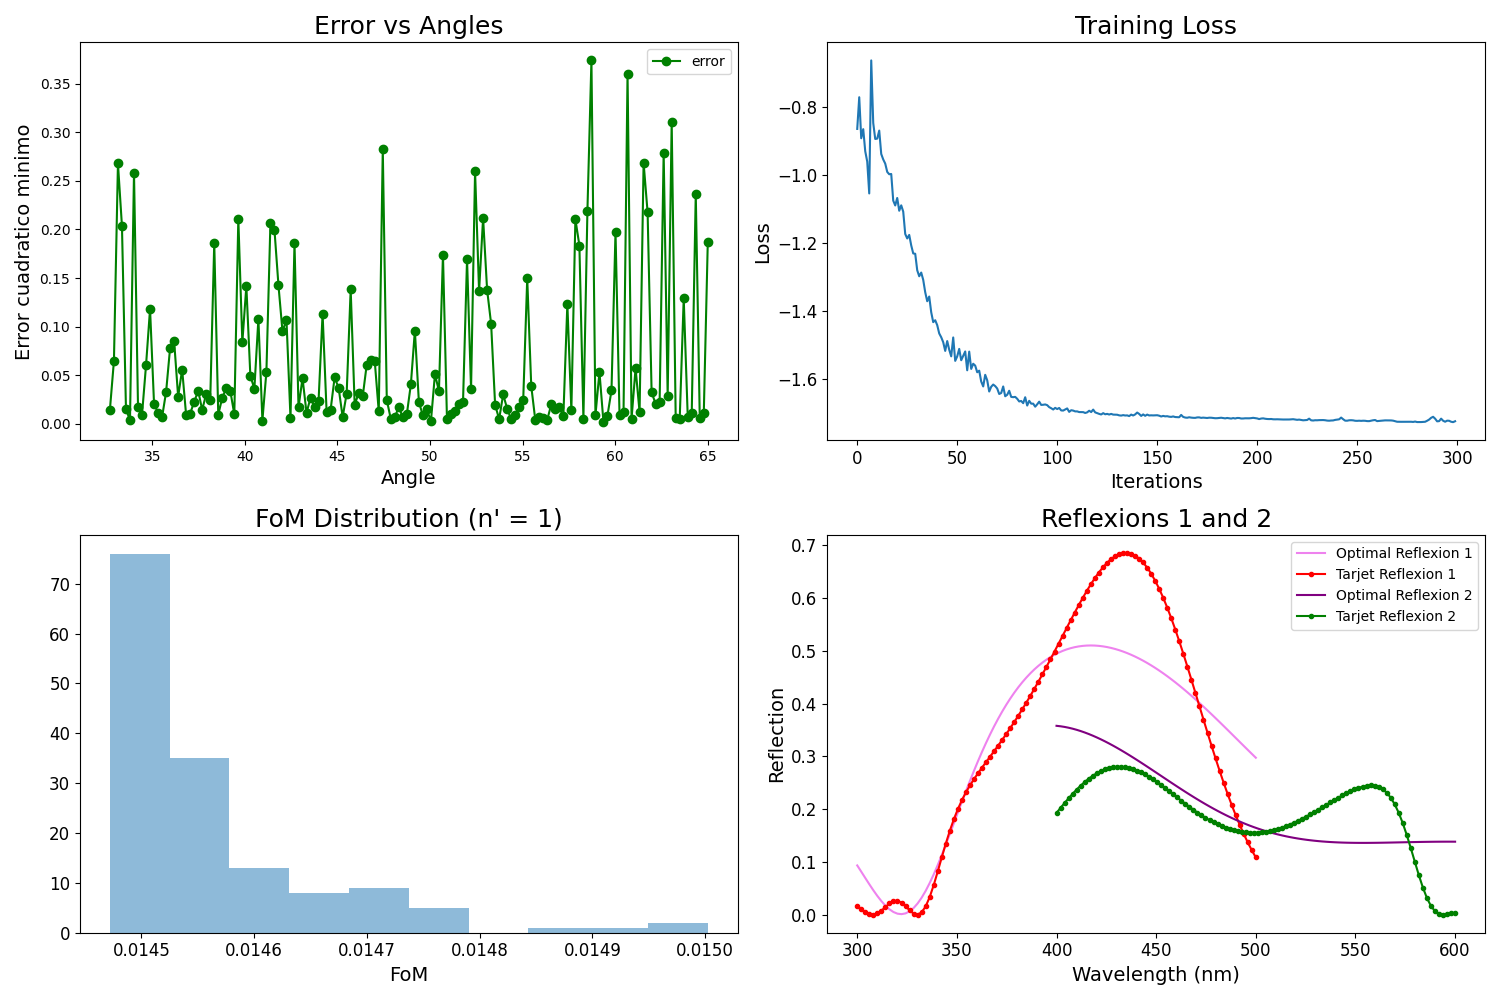 Error vs Angles
error
0.35
0.30
0.25
0.20
0.15
0.10
0.05
0.00
Error cuadratico minimo
35 40 45 50 55 60 65
Angle
Training Loss
−0.8
−1.0
−1.2
−1.4
−1.6
Loss
0 50 100 150 200 250 300
Iterations
FoM Distribution (n' = 1)
70
60
50
40
30
20
10
0
0.0145 0.0146 0.0147 0.0148 0.0149 0.0150
FoM
Reflexions 1 and 2
Optimal Reflexion 1
Tarjet Reflexion 1
Optimal Reflexion 2
Tarjet Reflexion 2
0.7
0.6
0.5
0.4
0.3
0.2
0.1
0.0
Reflection
300 350 400 450 500 550 600
Wavelength (nm)